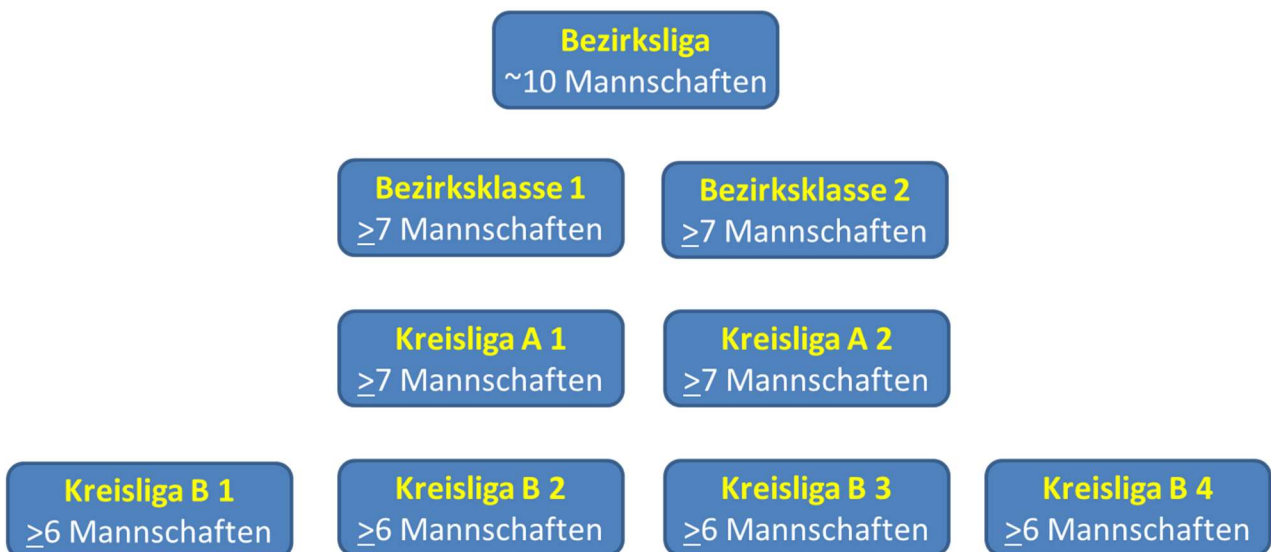 Bezirksliga
~10 Mannschaften
Bezirksklasse 1
≥7 Mannschaften
Bezirksklasse 2
≥7 Mannschaften
Kreisliga A 1
≥7 Mannschaften
Kreisliga A 2
≥7 Mannschaften
Kreisliga B 1
≥6 Mannschaften
Kreisliga B 2
≥6 Mannschaften
Kreisliga B 3
≥6 Mannschaften
Kreisliga B 4
≥6 Mannschaften